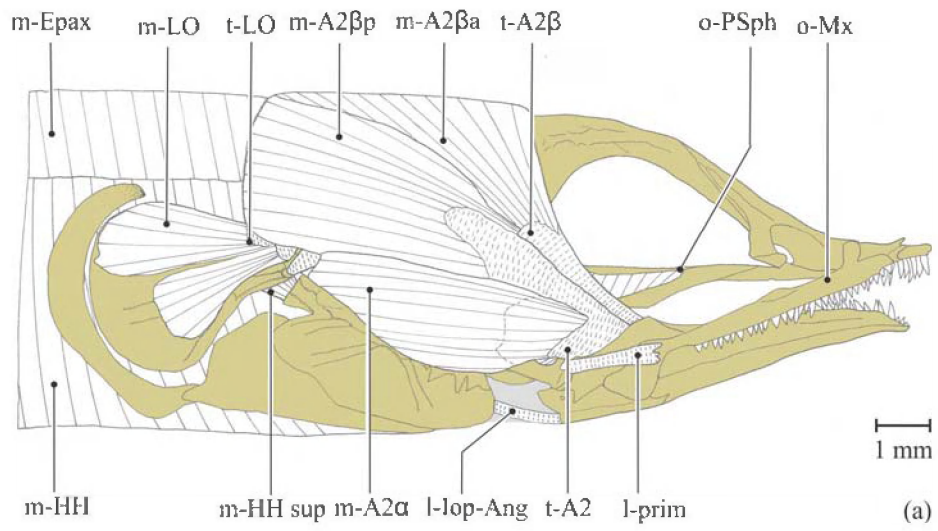 m-Epax m-LO t-LO m-A2βp m-A2βa t-A2β o-PSph o-Mx
1 mm
m-HH m-HH sup m-A2α l-Iop-Ang t-A2 l-prim (a)